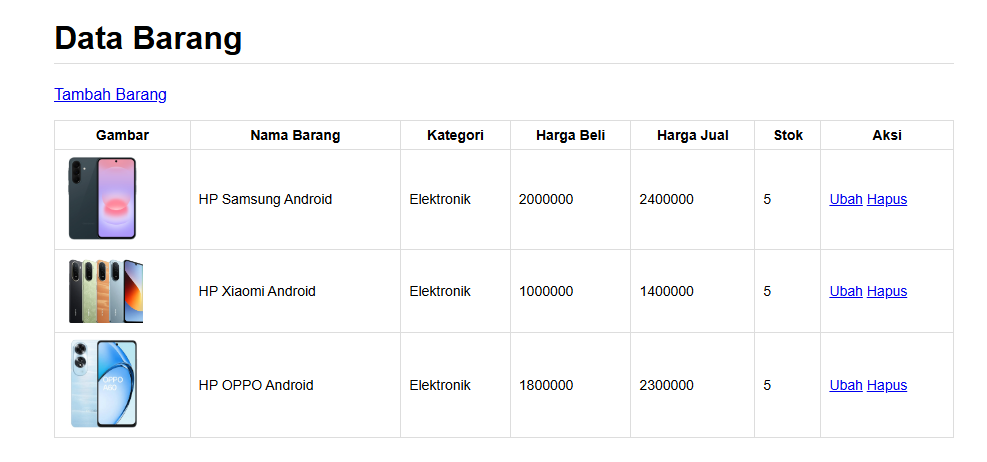 Data Barang
Tambah Barang
Gambar Nama Barang Kategori Harga Beli Harga Jual Stok Aksi
HP Samsung Android Elektronik 2000000 2400000 5 Ubah Hapus
HP Xiaomi Android Elektronik 1000000 1400000 5 Ubah Hapus
OPPO
HP OPPO Android Elektronik 1800000 2300000 5 Ubah Hapus